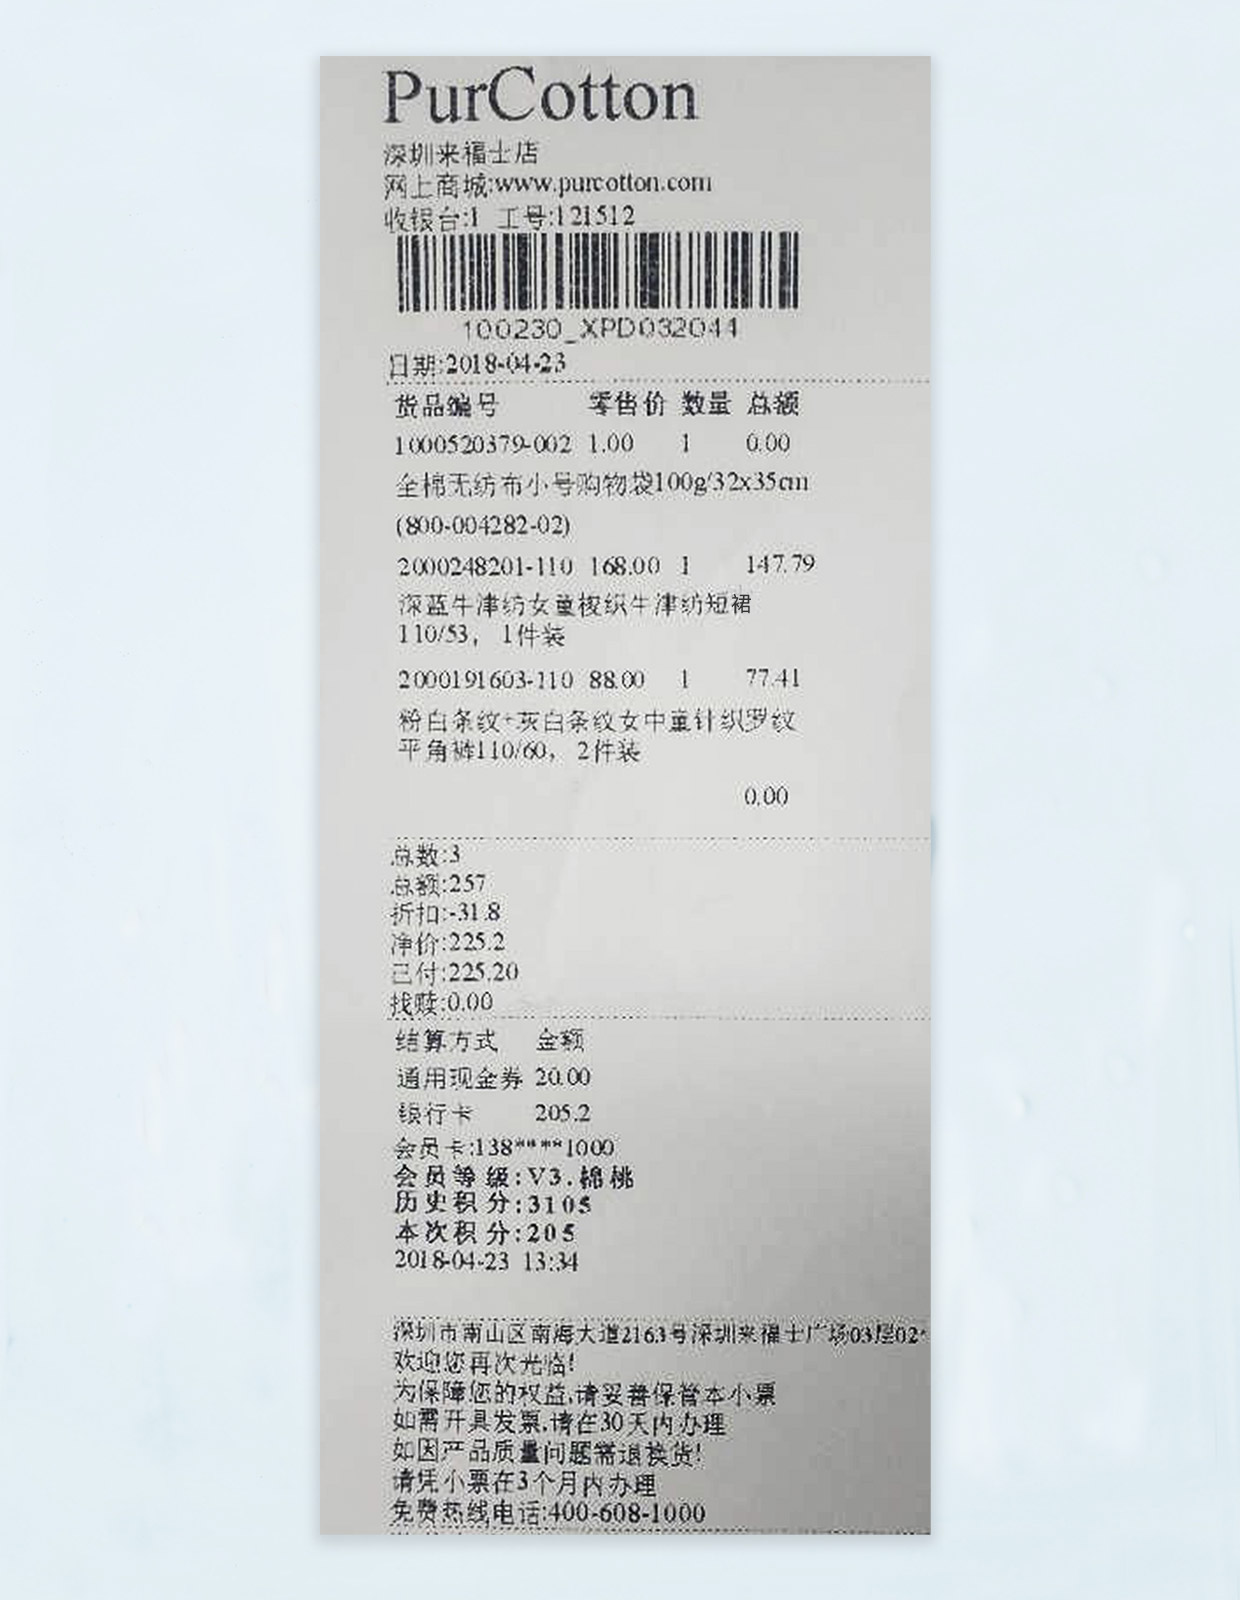 PurCotton
深圳来福士店
网上商城:www.purcotton.com
收银台:1 工号:121512
100230_XPD032044
日期:2018-04-23
货品编号 零售价 数量 总额
1000520379-002 1.00 1 0.00
全棉无纺布小号购物袋100g/32x35cm
(800-004282-02)
2000248201-110 168.00 1 147.79
深蓝牛津纺女童梭织牛津纺短裙
110/53, 1件装
2000191603-110 88.00 1 77.41
粉白条纹+灰白条纹女中童针织罗纹
平角裤110/60, 2件装
0.00
总数:3
总额:257
折扣:-31.8
净价:225.2
已付:225.20
找赎:0.00
结算方式 金额
通用现金券 20.00
银行卡 205.2
会员卡:138****1000
会员等级:V3.棉桃
历史积分:3105
本次积分:205
2018-04-23 13:34
深圳市南山区南海大道2163号深圳来福士广场03层02
欢迎您再次光临!
为保障您的权益,请妥善保管本小票
如需开具发票,请在30天内办理
如因产品质量问题需退换货!
请凭小票在3个月内办理
免费热线电话:400-608-1000